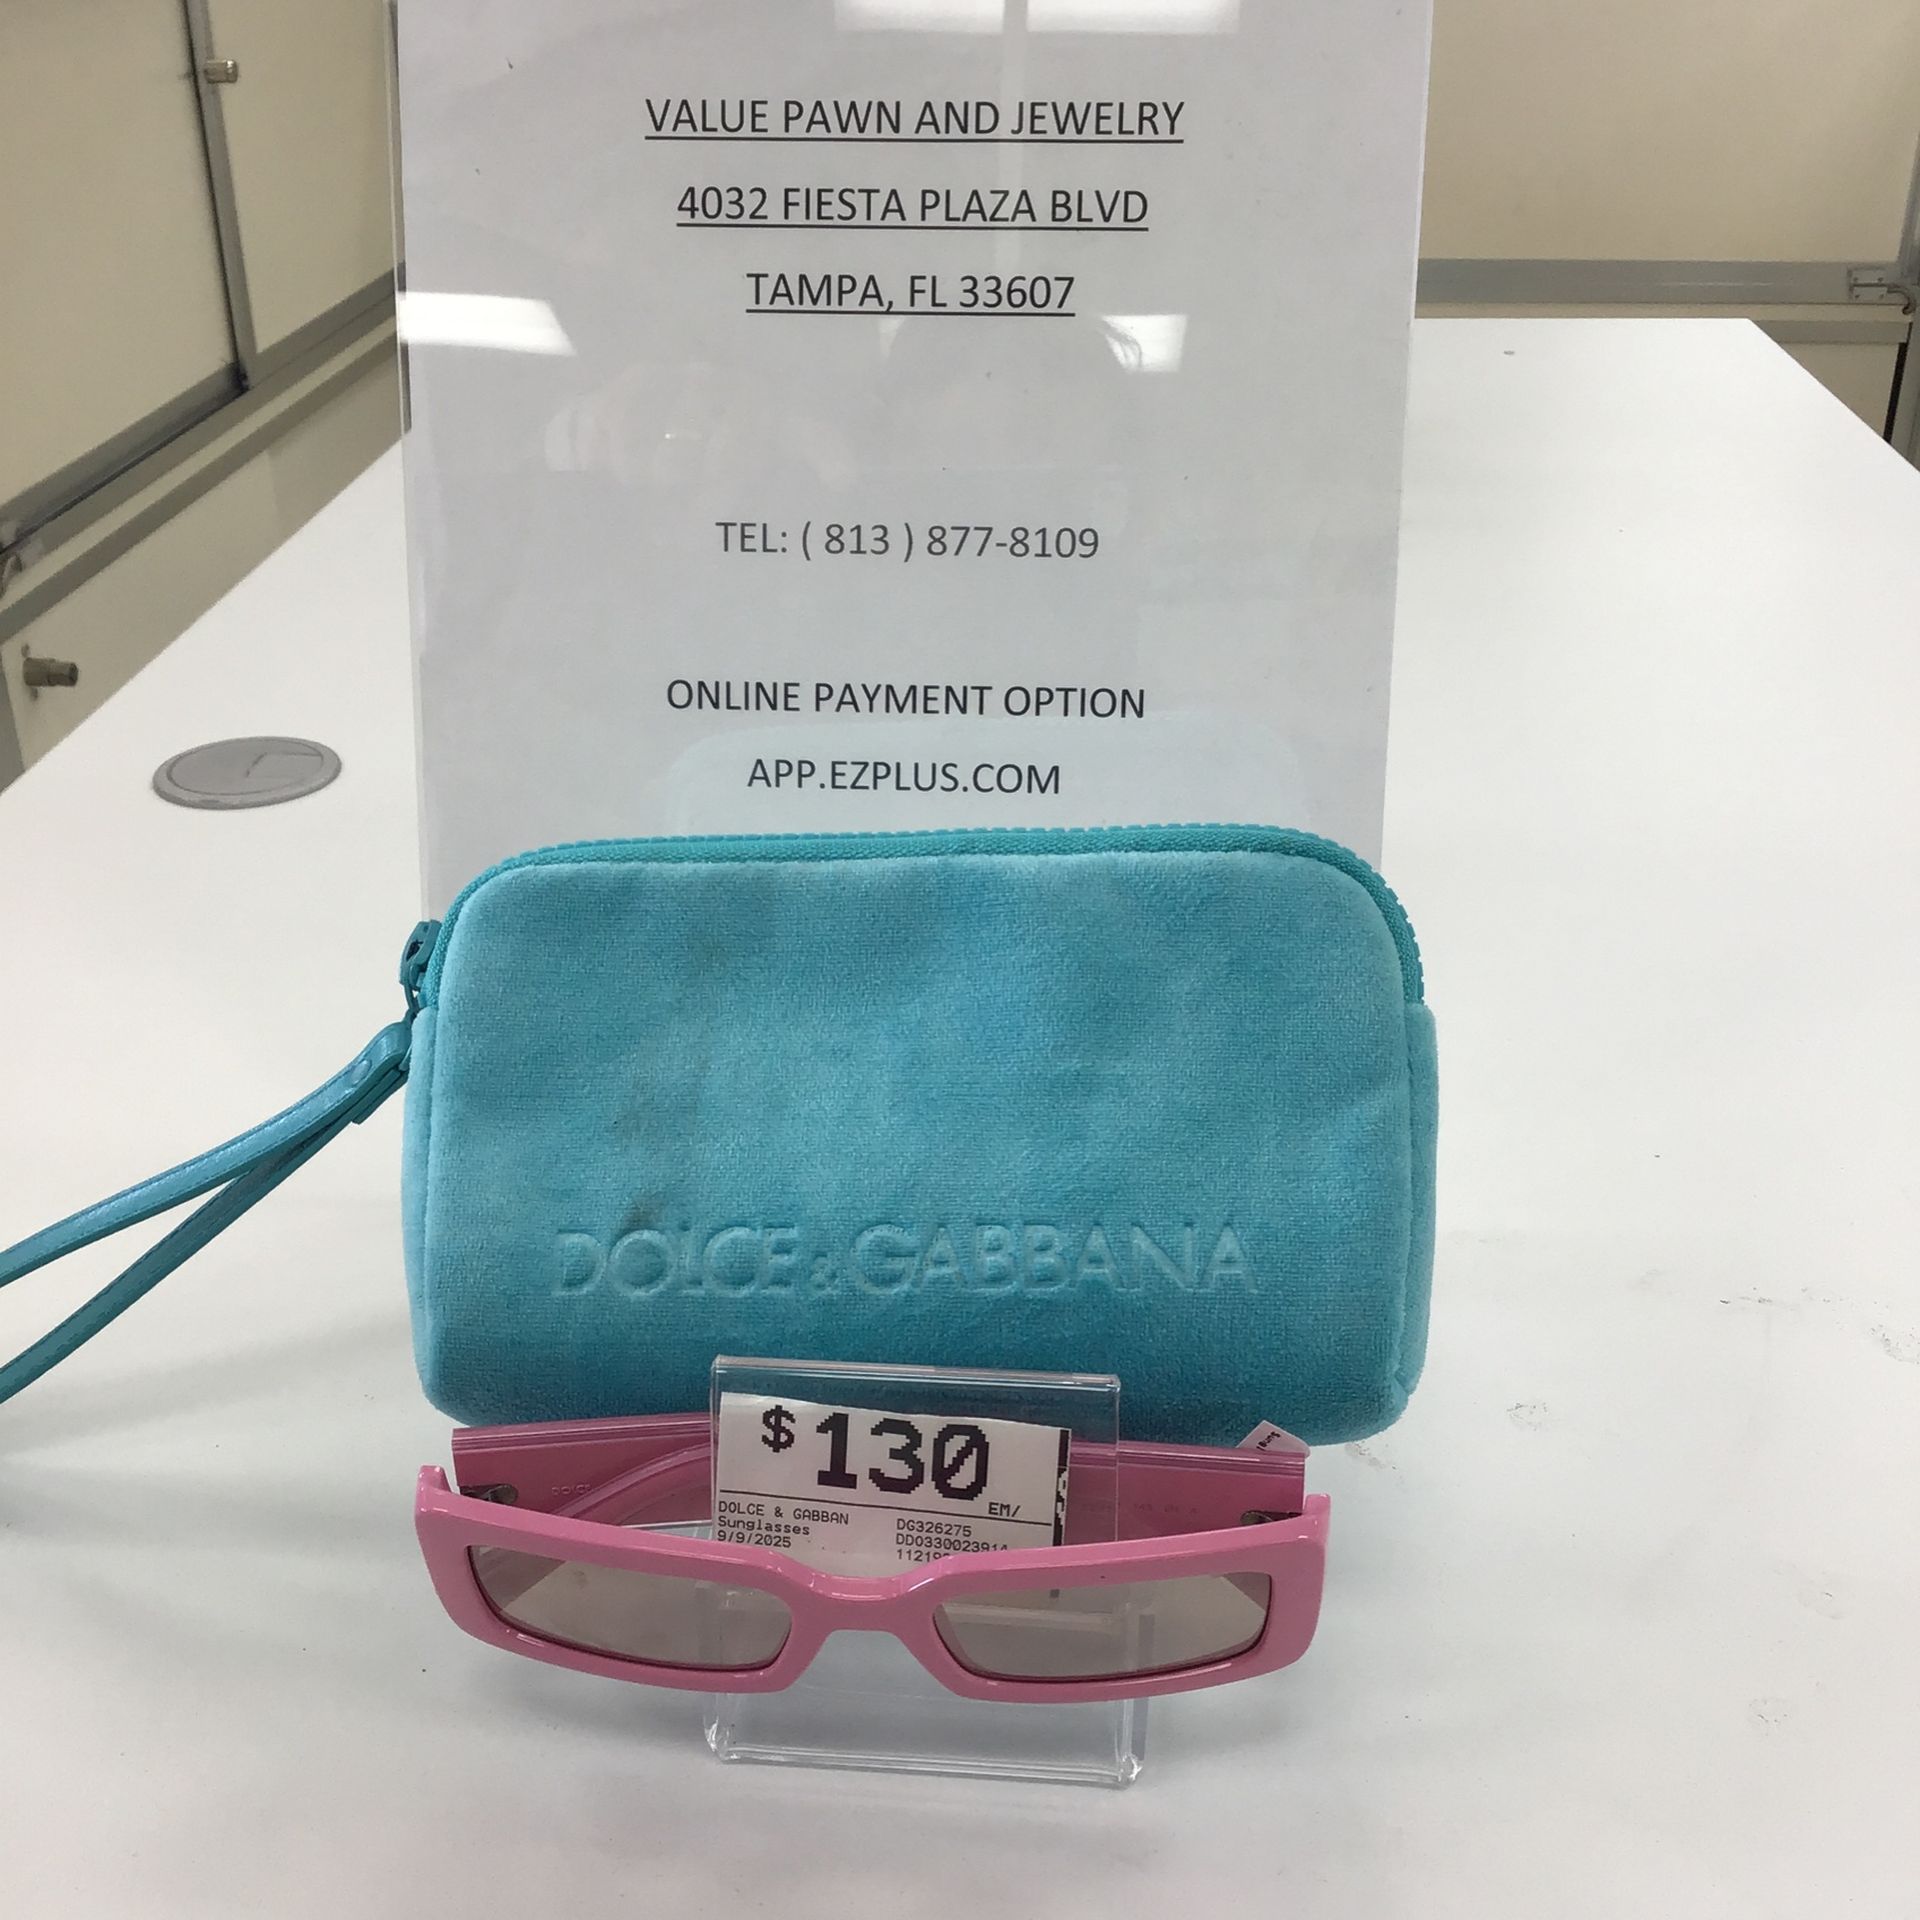 VALUE PAWN AND JEWELRY
4032 FIESTA PLAZA BLVD
TAMPA, FL 33607
TEL: ( 813 ) 877-8109
ONLINE PAYMENT OPTION
APP.EZPLUS.COM
DOLCE & GABBANA
$130
EM/
DOLCE & GABBAN DG326275
Sunglasses
9/9/2025
DOLCE